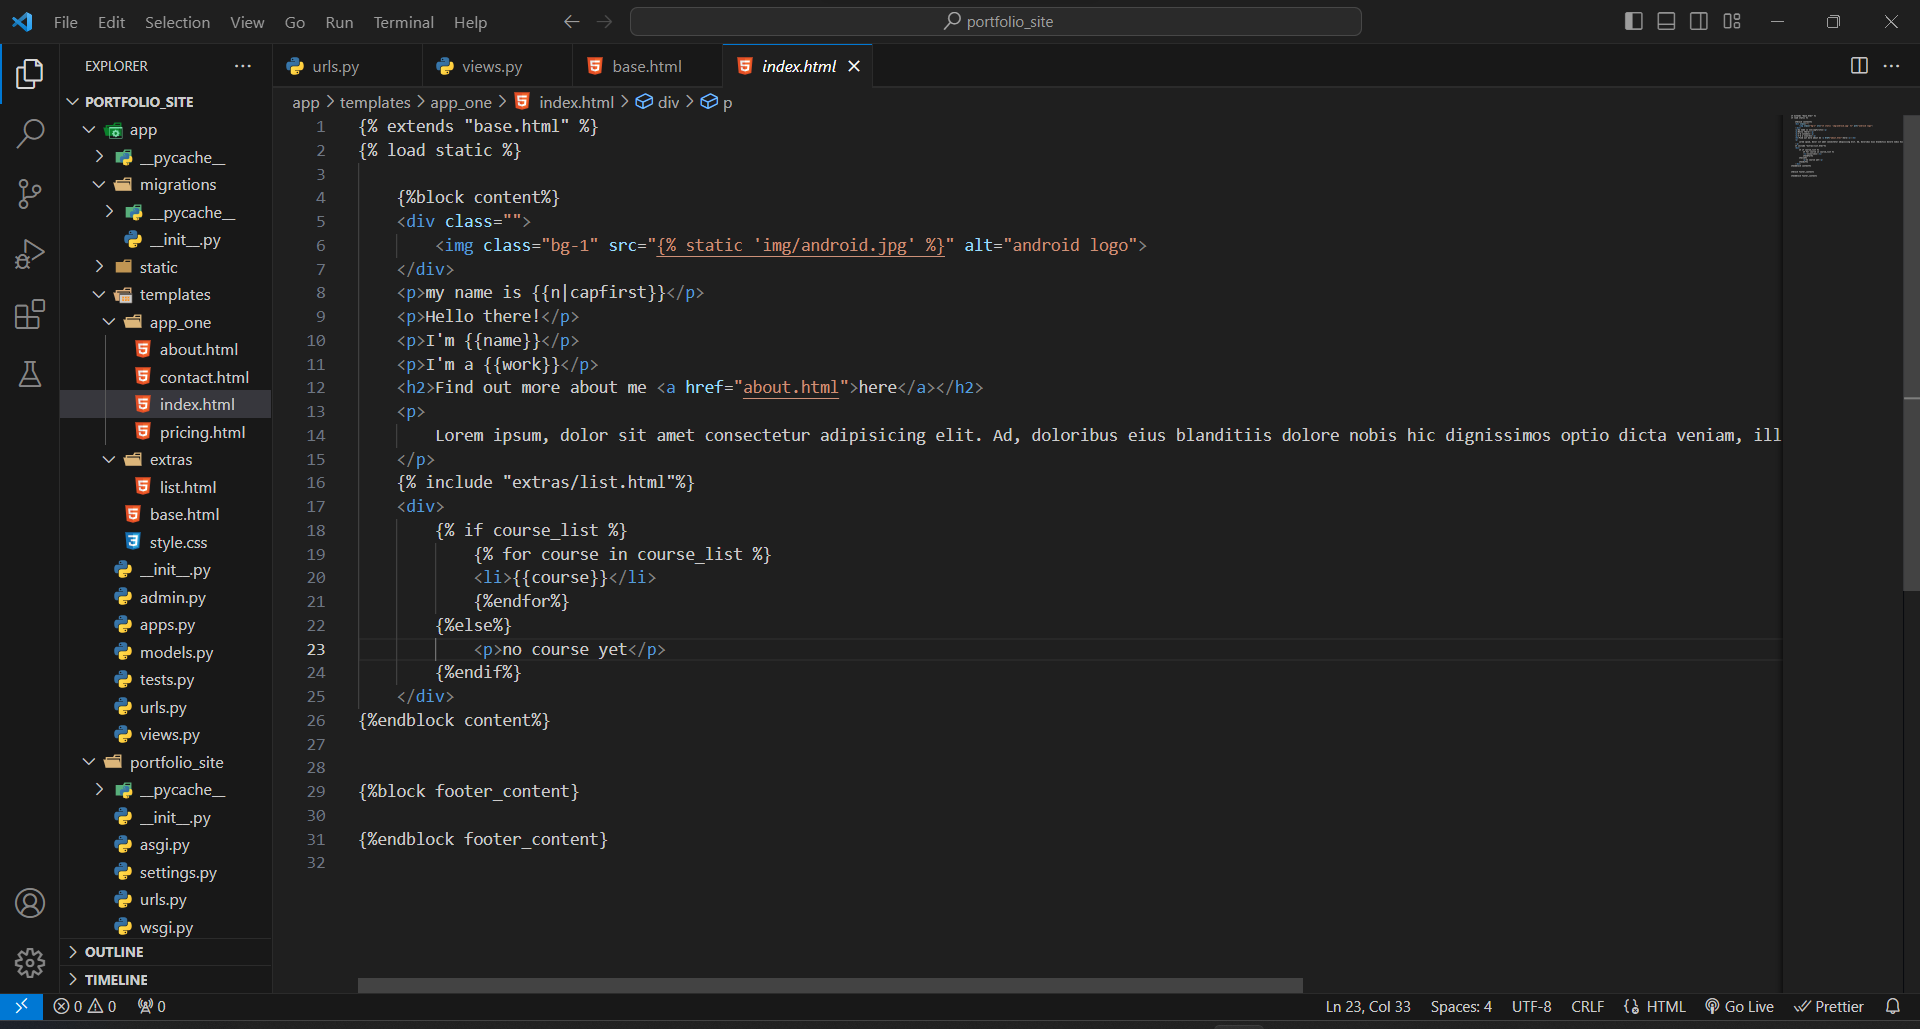 File Edit Selection View Go Run Terminal Help
portfolio_site
EXPLORER
PORTFOLIO_SITE
app
__pycache__
migrations
__pycache__
__init__.py
static
templates
app_one
about.html
contact.html
index.html
pricing.html
extras
list.html
base.html
style.css
__init__.py
admin.py
apps.py
models.py
tests.py
urls.py
views.py
portfolio_site
__pycache__
__init__.py
asgi.py
settings.py
urls.py
wsgi.py
OUTLINE
TIMELINE
urls.py views.py base.html index.html
app > templates > app_one > index.html > div > p
1 {% extends "base.html" %}
2 {% load static %}
3
4 {%block content%}
5 <div class="">
6 <img class="bg-1" src="{% static 'img/android.jpg' %}" alt="android logo">
7 </div>
8 <p>my name is {{n|capfirst}}</p>
9 <p>Hello there!</p>
10 <p>I'm {{name}}</p>
11 <p>I'm a {{work}}</p>
12 <h2>Find out more about me <a href="about.html">here</a></h2>
13 <p>
14 Lorem ipsum, dolor sit amet consectetur adipisicing elit. Ad, doloribus eius blanditiis dolore nobis hic dignissimos optio dicta veniam, ill
15 </p>
16 {% include "extras/list.html"%}
17 <div>
18 {% if course_list %}
19 {% for course in course_list %}
20 <li>{{course}}</li>
21 {%endfor%}
22 {%else%}
23 <p>no course yet</p>
24 {%endif%}
25 </div>
26 {%endblock content%}
27
28
29 {%block footer_content}
30
31 {%endblock footer_content}
32
0 0 0 Ln 23, Col 33 Spaces: 4 UTF-8 CRLF {} HTML Go Live Prettier